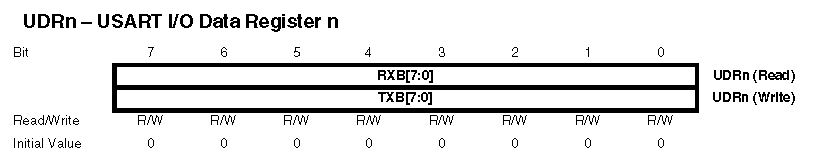 UDRn – USART I/O Data Register n
Bit 7 6 5 4 3 2 1 0
RXB[7:0] UDRn (Read)
TXB[7:0] UDRn (Write)
Read/Write R/W R/W R/W R/W R/W R/W R/W R/W
Initial Value 0 0 0 0 0 0 0 0